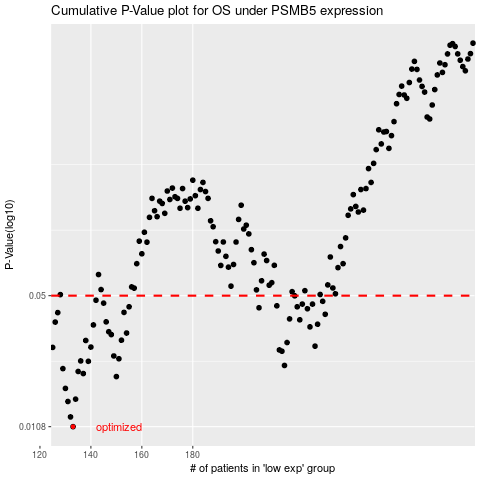 Cumulative P-Value plot for OS under PSMB5 expression
P-Value(log10)
0.05
0.0108
optimized
120 140 160 180
# of patients in 'low exp' group